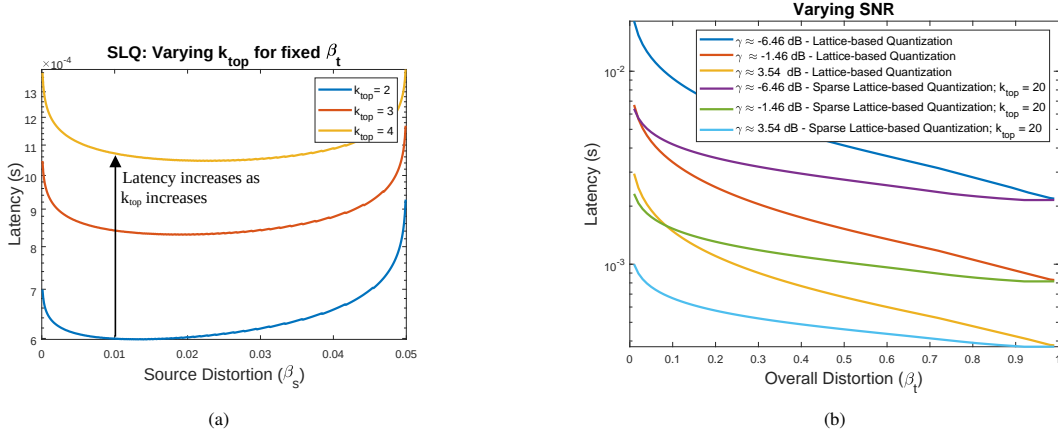 SLQ: Varying k_top for fixed β_t
×10⁻⁴
13
12
11
10
9
8
7
6
Latency (s)
k_top = 2
k_top = 3
k_top = 4
Latency increases as
k_top increases
0
0.01
0.02
0.03
0.04
0.05
Source Distortion (β_s)
(a)
Varying SNR
10⁻²
10⁻³
Latency (s)
γ ≈ -6.46 dB - Lattice-based Quantization
γ ≈ -1.46 dB - Lattice-based Quantization
γ ≈ 3.54 dB - Lattice-based Quantization
γ ≈ -6.46 dB - Sparse Lattice-based Quantization; k_top = 20
γ ≈ -1.46 dB - Sparse Lattice-based Quantization; k_top = 20
γ ≈ 3.54 dB - Sparse Lattice-based Quantization; k_top = 20
0
0.1
0.2
0.3
0.4
0.5
0.6
0.7
0.8
0.9
1
Overall Distortion (β_t)
(b)